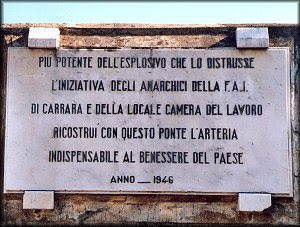 PIU' POTENTE DELL'ESPLOSIVO CHE LO DISTRUSSE
L'INIZIATIVA DEGLI ANARCHICI DELLA F.A.I.
DI CARRARA E DELLA LOCALE CAMERA DEL LAVORO
RICOSTRUI CON QUESTO PONTE L'ARTERIA
INDISPENSABILE AL BENESSERE DEL PAESE
ANNO __ 1946